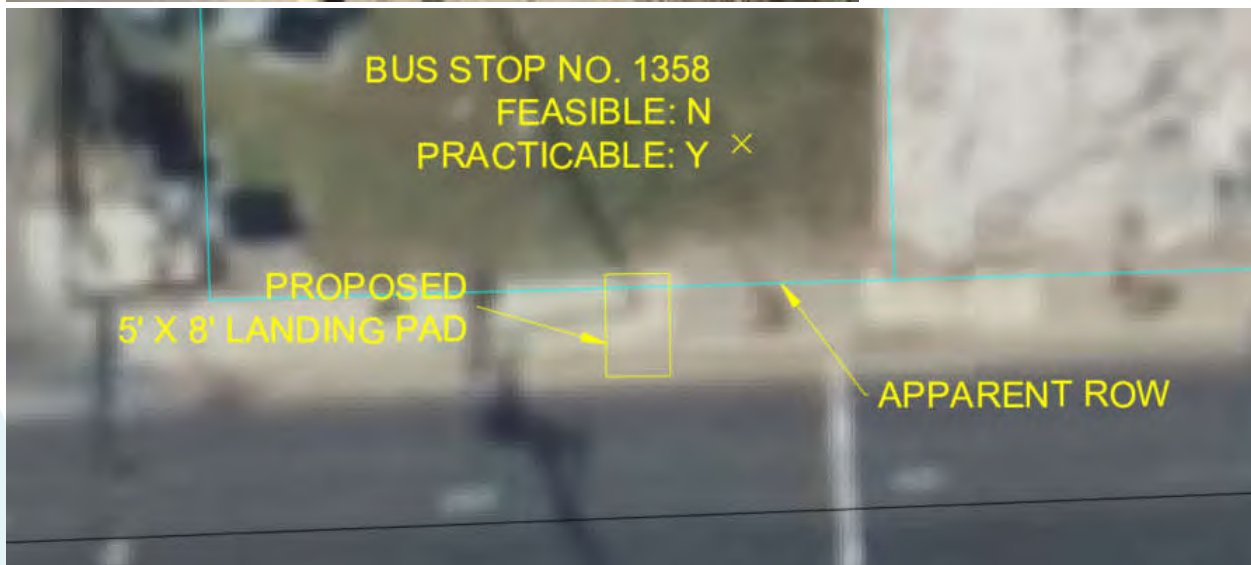 BUS STOP NO. 1358
FEASIBLE: N
PRACTICABLE: Y
PROPOSED
5' X 8' LANDING PAD
APPARENT ROW